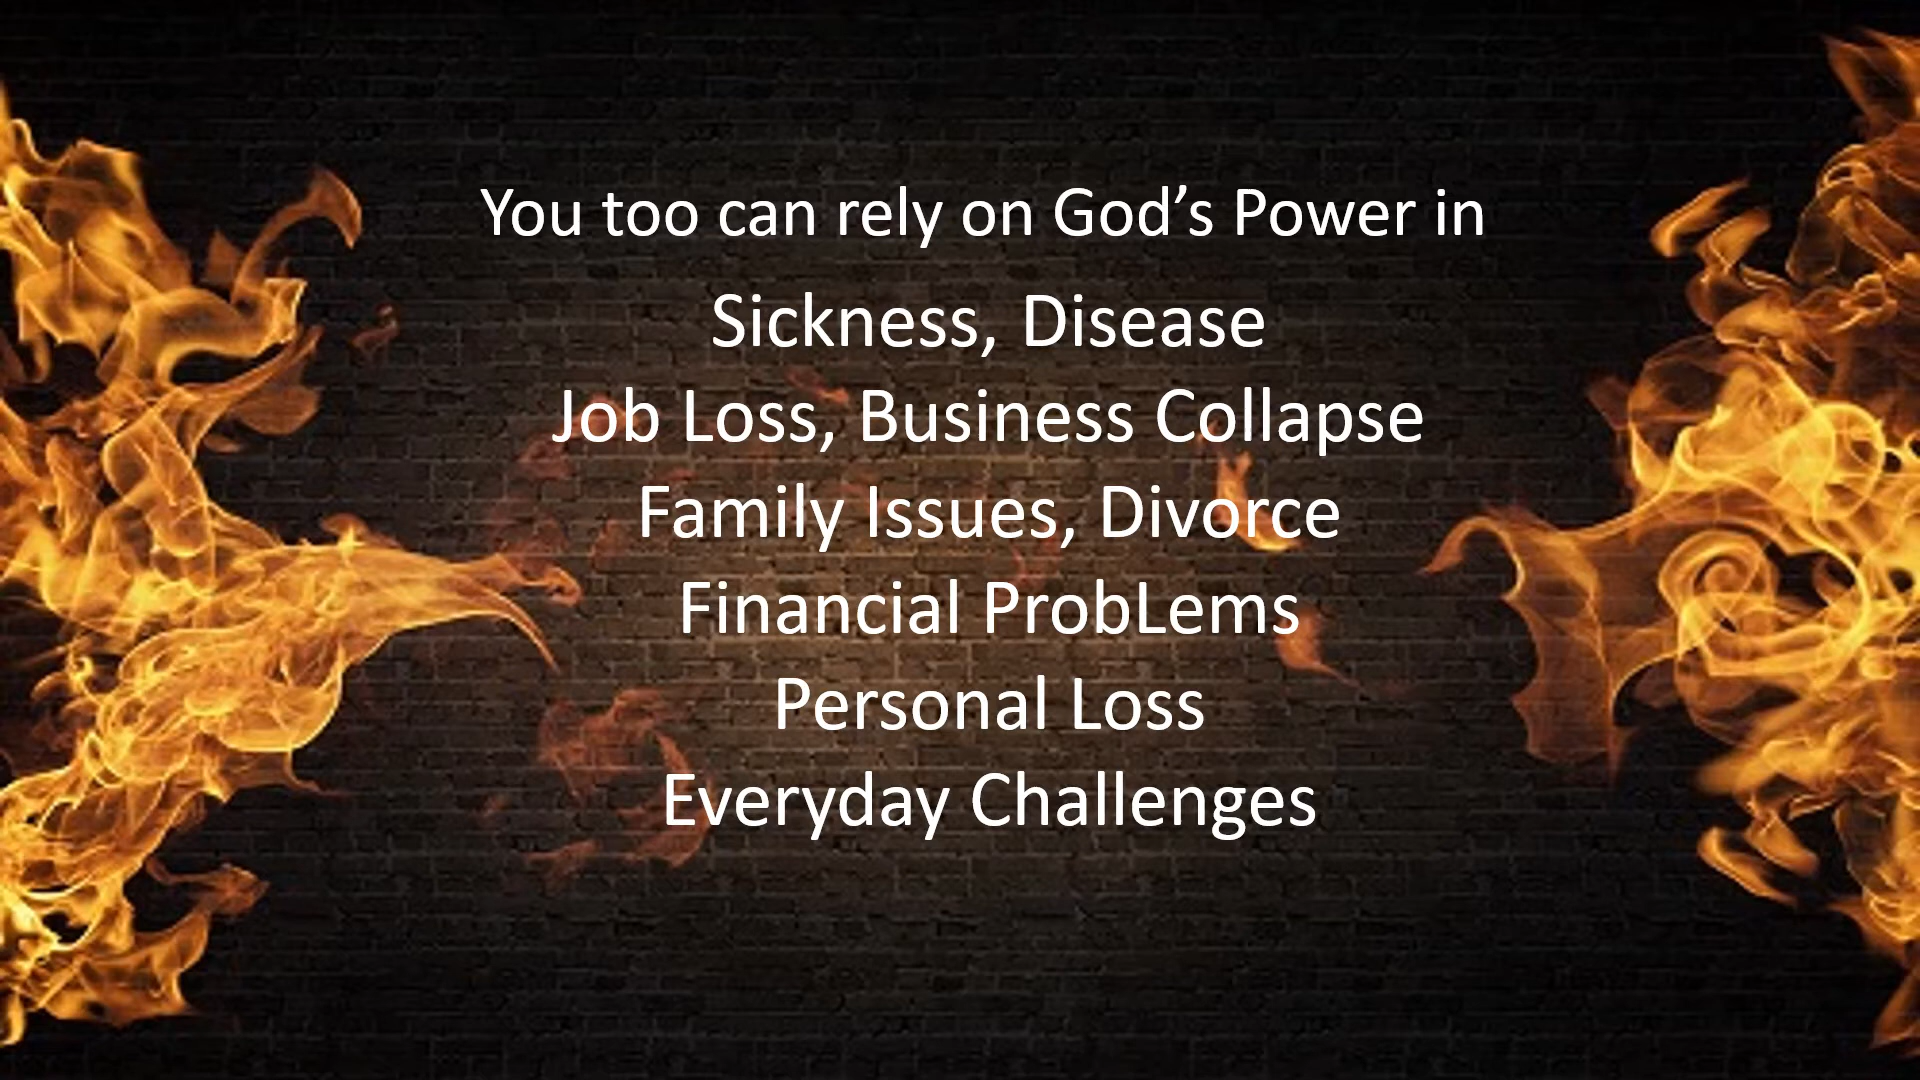 You too can rely on God’s Power in
Sickness, Disease
Job Loss, Business Collapse
Family Issues, Divorce
Financial ProbLems
Personal Loss
Everyday Challenges